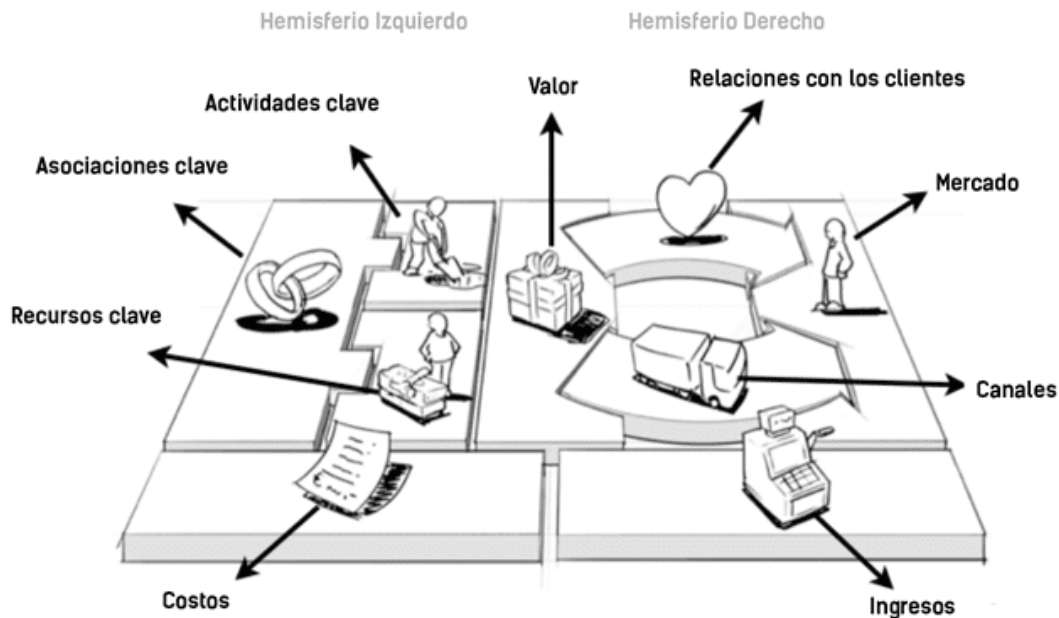 Hemisferio Izquierdo
Hemisferio Derecho
Relaciones con los clientes
Valor
Actividades clave
Asociaciones clave
Mercado
Recursos clave
Canales
Costos
Ingresos